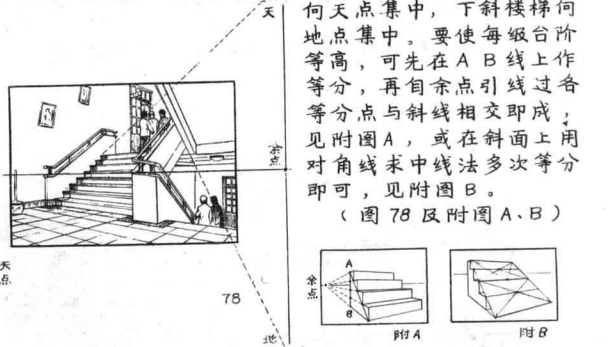 天
余点
天点
78
地
向天点集中，下斜楼梯向
地点集中。要使每级台阶
等高，可先在AB线上作
等分，再自余点引线过各
等分点与斜线相交即成，
见附图A，或在斜面上用
对角线求中线法多次等分
即可，见附图B。
（图78及附图A、B）
A
余点
B
附A
附B